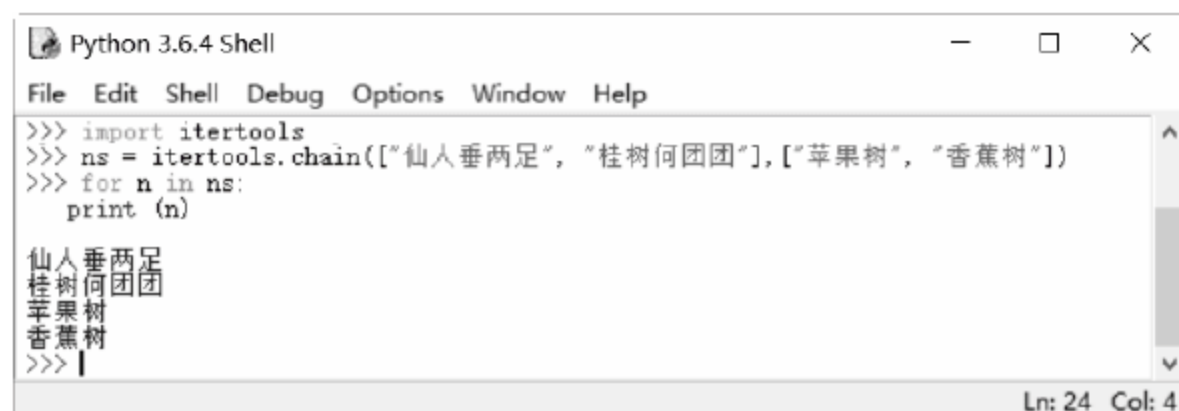 Python 3.6.4 Shell
File Edit Shell Debug Options Window Help
>>> import itertools
>>> ns = itertools.chain(["仙人垂两足", "桂树何团团"],["苹果树", "香蕉树"])
>>> for n in ns:
   print (n)
仙人垂两足
桂树何团团
苹果树
香蕉树
>>>
Ln: 24 Col: 4